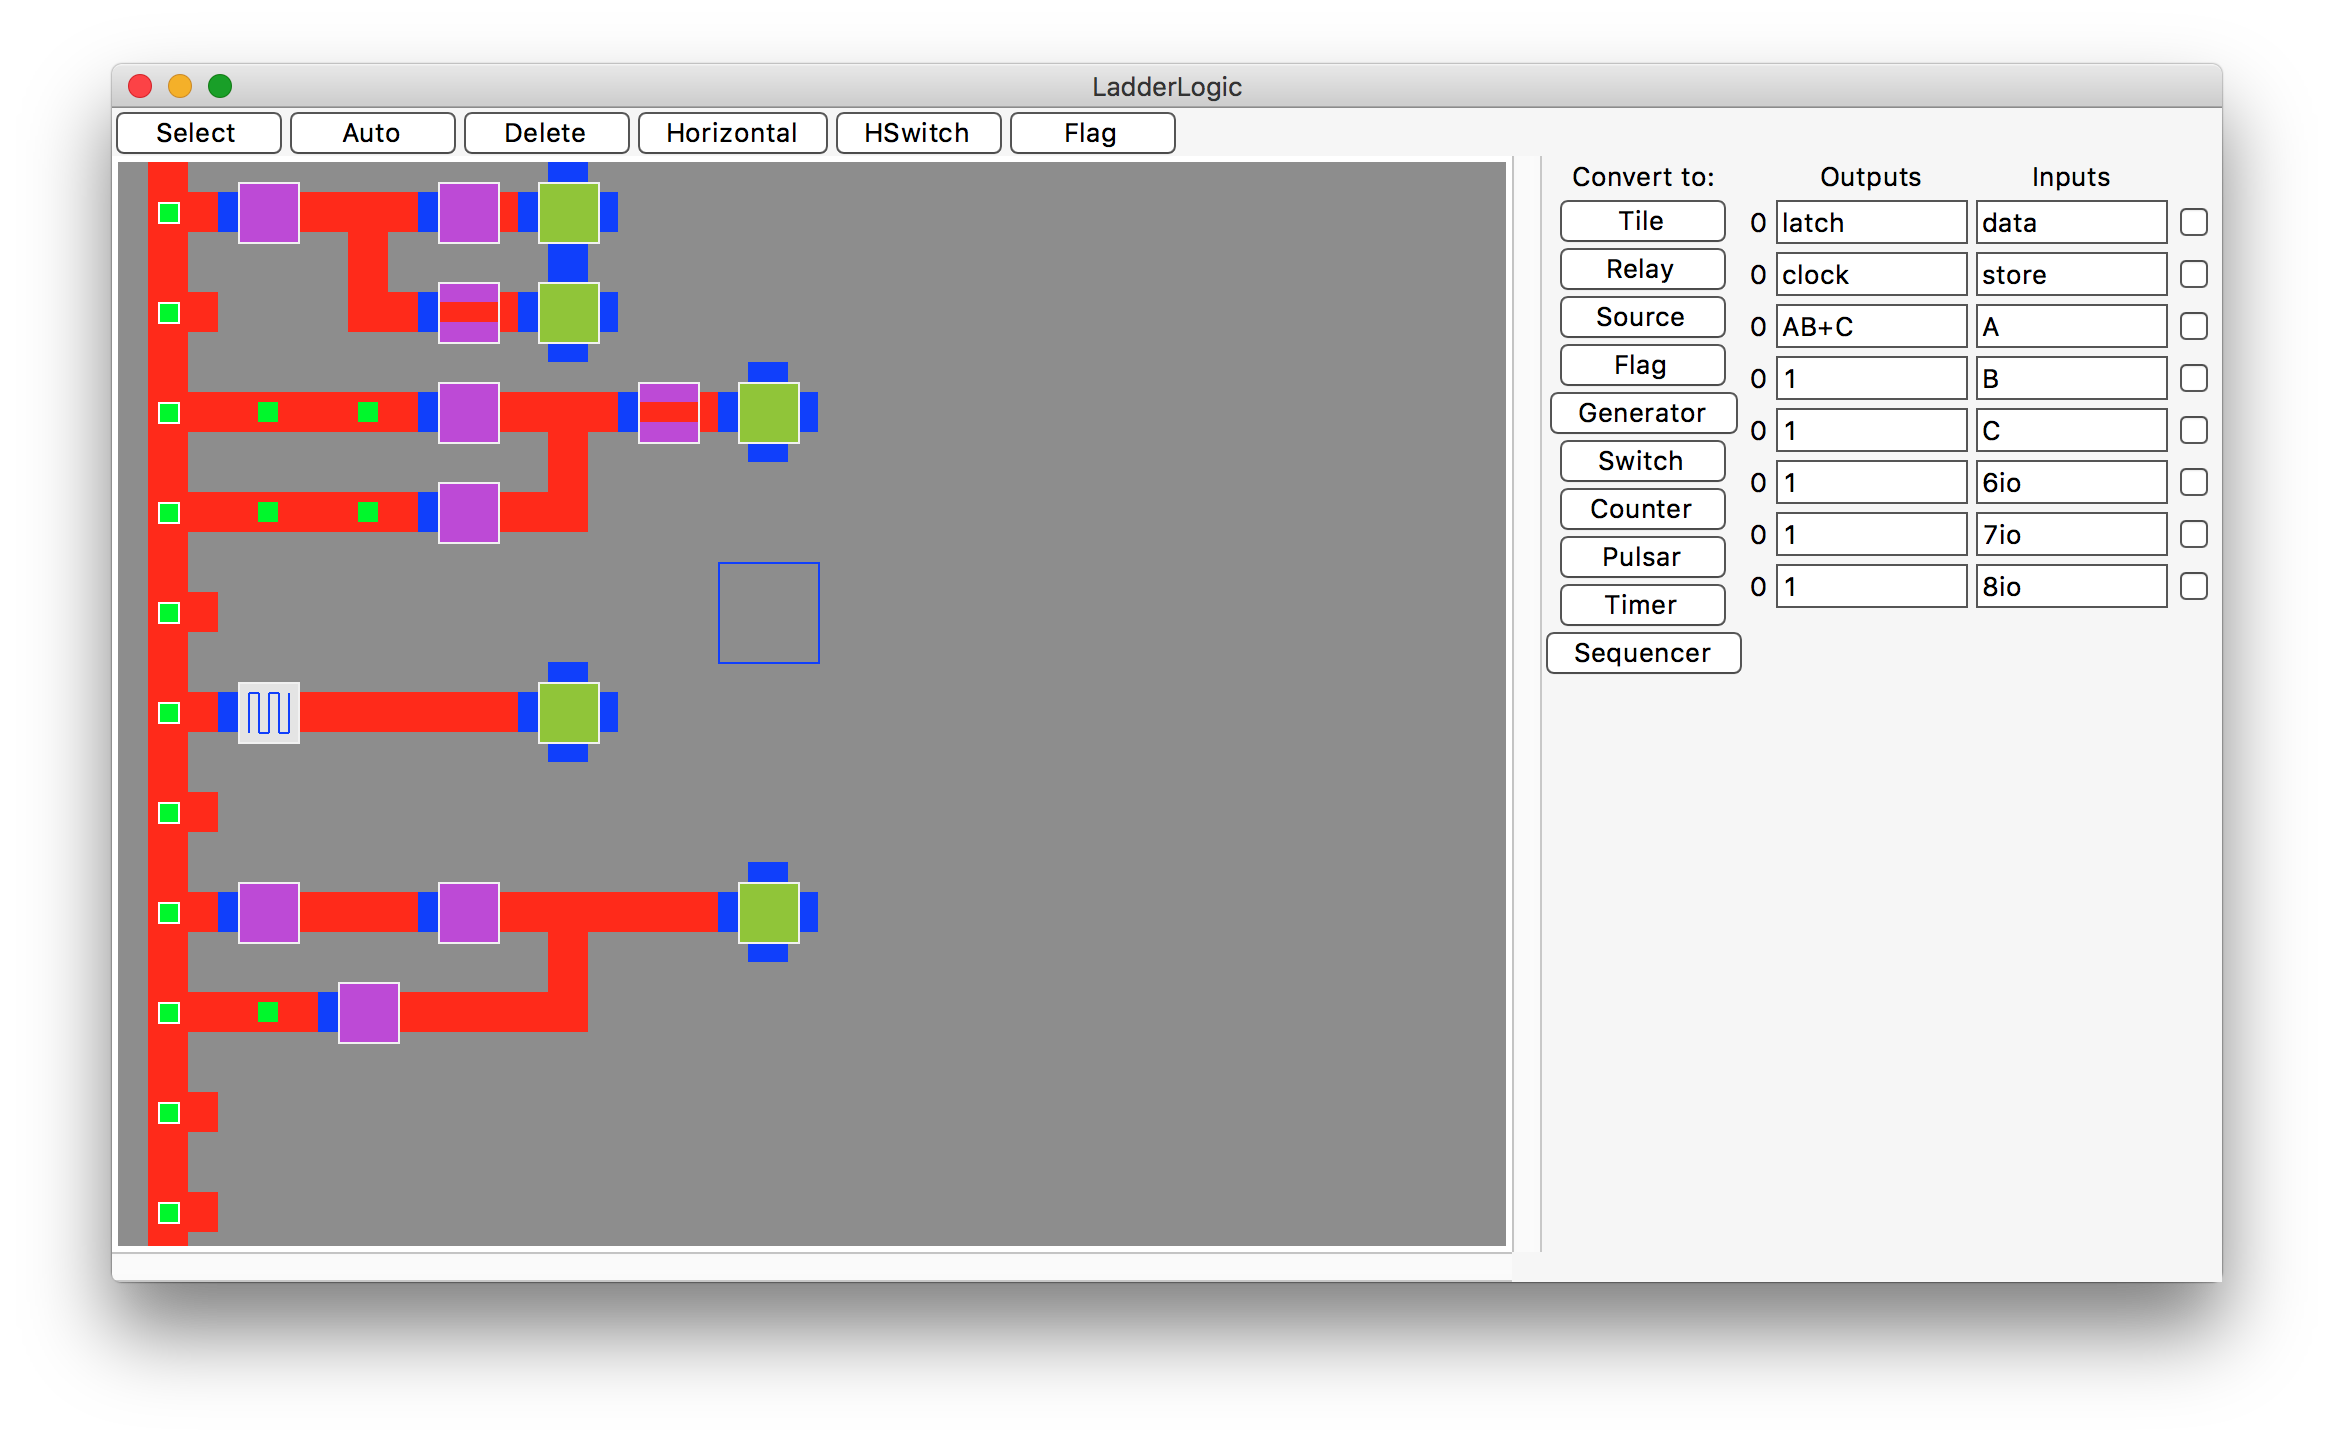 LadderLogic
Select Auto Delete Horizontal HSwitch Flag
Convert to: Outputs Inputs
Tile 0 latch data
Relay 0 clock store
Source 0 AB+C A
Flag 0 1 B
Generator 0 1 C
Switch 0 1 6io
Counter 0 1 7io
Pulsar 0 1 8io
Timer
Sequencer